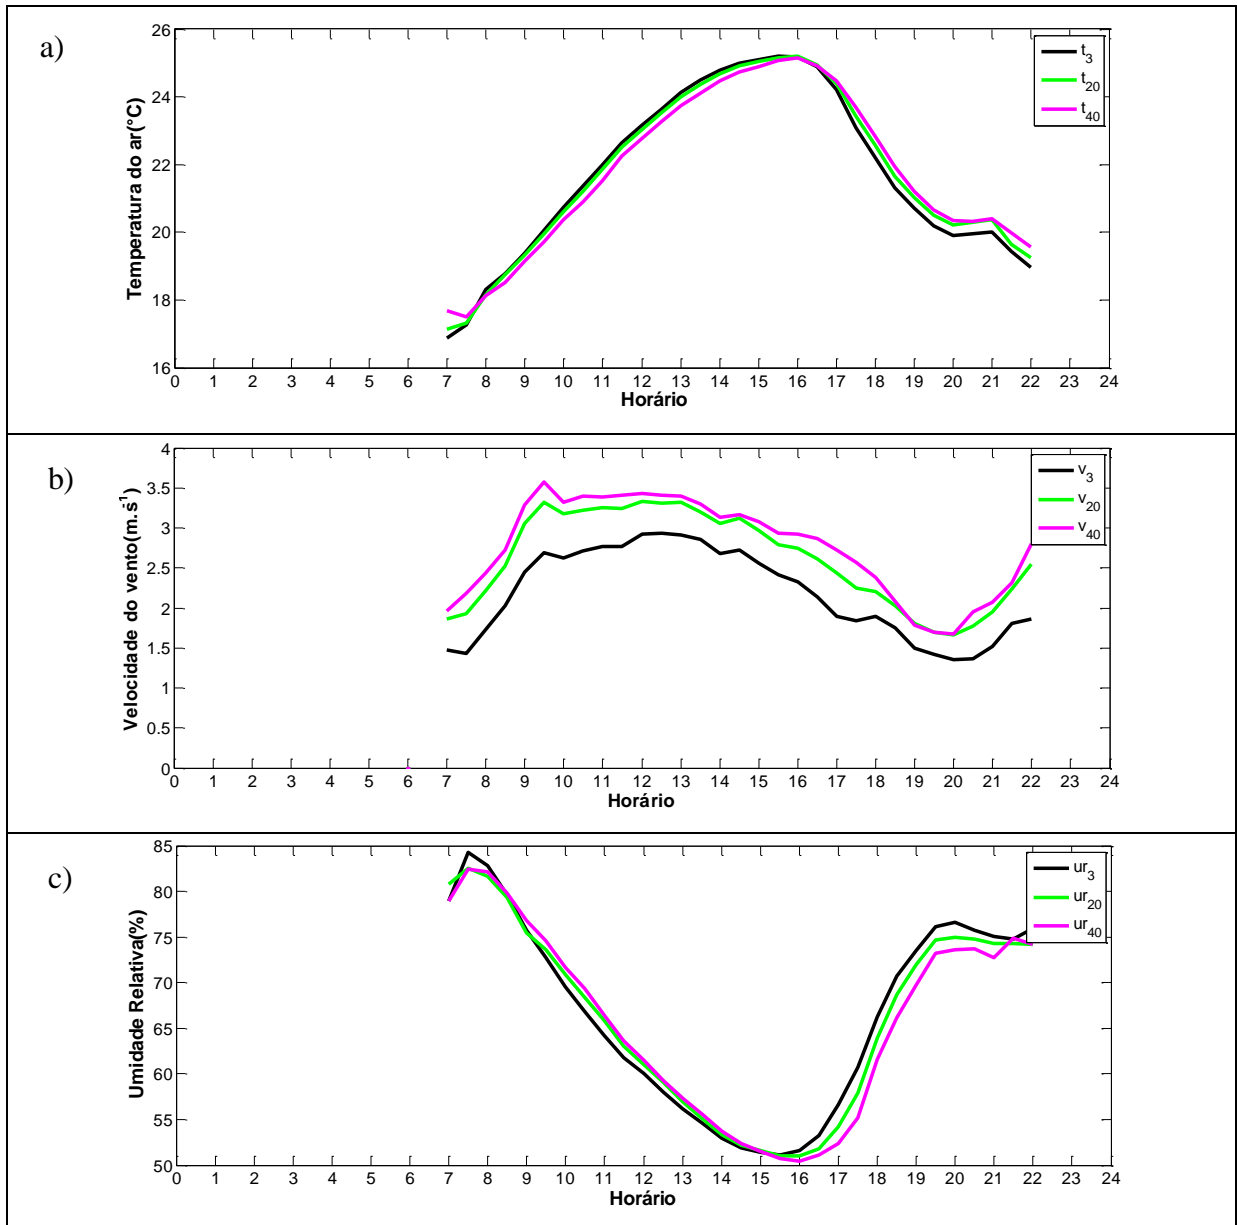 a)
26
24
22
20
18
16
Temperatura do ar(°C)
t3
t20
t40
0 1 2 3 4 5 6 7 8 9 10 11 12 13 14 15 16 17 18 19 20 21 22 23 24
Horário
b)
4
3.5
3
2.5
2
1.5
1
0.5
0
Velocidade do vento(m.s-1)
v3
v20
v40
0 1 2 3 4 5 6 7 8 9 10 11 12 13 14 15 16 17 18 19 20 21 22 23 24
Horário
c)
85
80
75
70
65
60
55
50
Umidade Relativa(%)
ur3
ur20
ur40
0 1 2 3 4 5 6 7 8 9 10 11 12 13 14 15 16 17 18 19 20 21 22 23 24
Horário